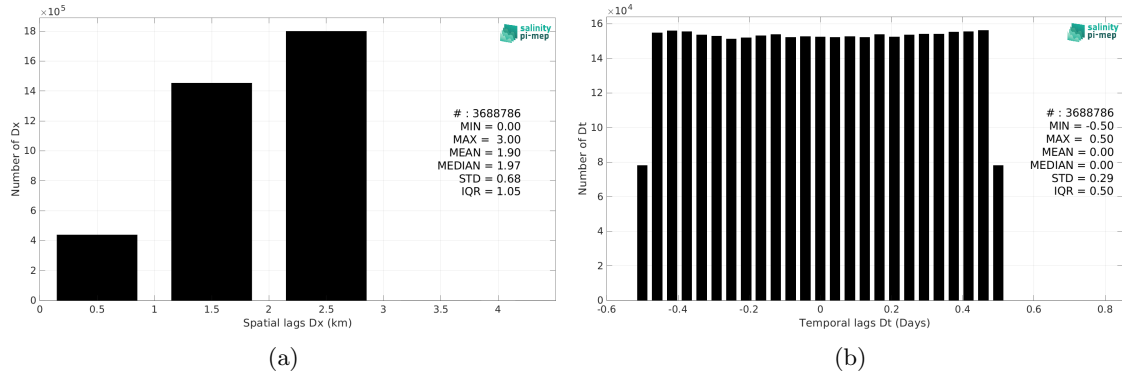 ×10⁵
18
16
14
12
10
8
6
4
2
0
Number of Dx
salinity
pi-mep
# : 3688786
MIN = 0.00
MAX = 3.00
MEAN = 1.90
MEDIAN = 1.97
STD = 0.68
IQR = 1.05
0.5 1 1.5 2 2.5 3 3.5 4
Spatial lags Dx (km)
(a)
×10⁴
16
14
12
10
8
6
4
2
0
Number of Dt
salinity
pi-mep
# : 3688786
MIN = -0.50
MAX = 0.50
MEAN = 0.00
MEDIAN = 0.00
STD = 0.29
IQR = 0.50
-0.6 -0.4 -0.2 0 0.2 0.4 0.6 0.8
Temporal lags Dt (Days)
(b)